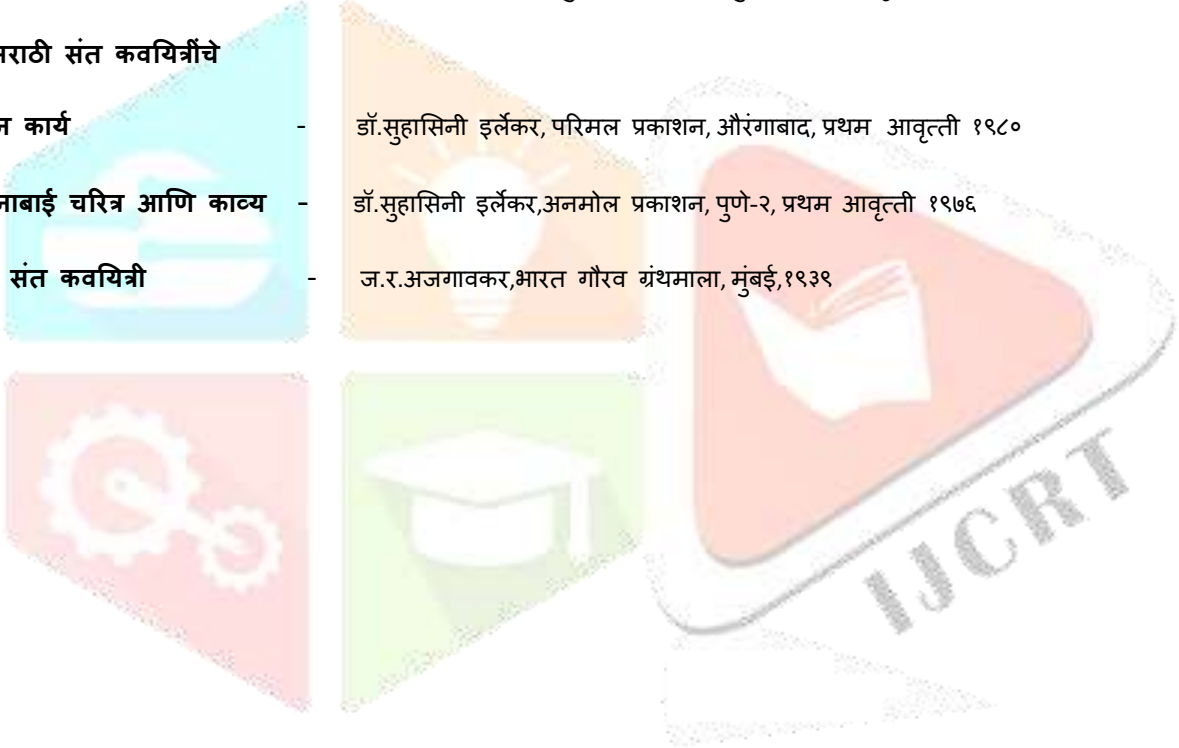 संत कवयित्रींचे
कार्य - डॉ.सुहासिनी इर्लेकर, परिमल प्रकाशन, औरंगाबाद, प्रथम आवृत्ती १९८०
चरित्र आणि काव्य - डॉ.सुहासिनी इर्लेकर,अनमोल प्रकाशन, पुणे-२, प्रथम आवृत्ती १९७६
संत कवयित्री - ज.र.अजगावकर,भारत गौरव ग्रंथमाला, मुंबई,१९३९
IJCRT